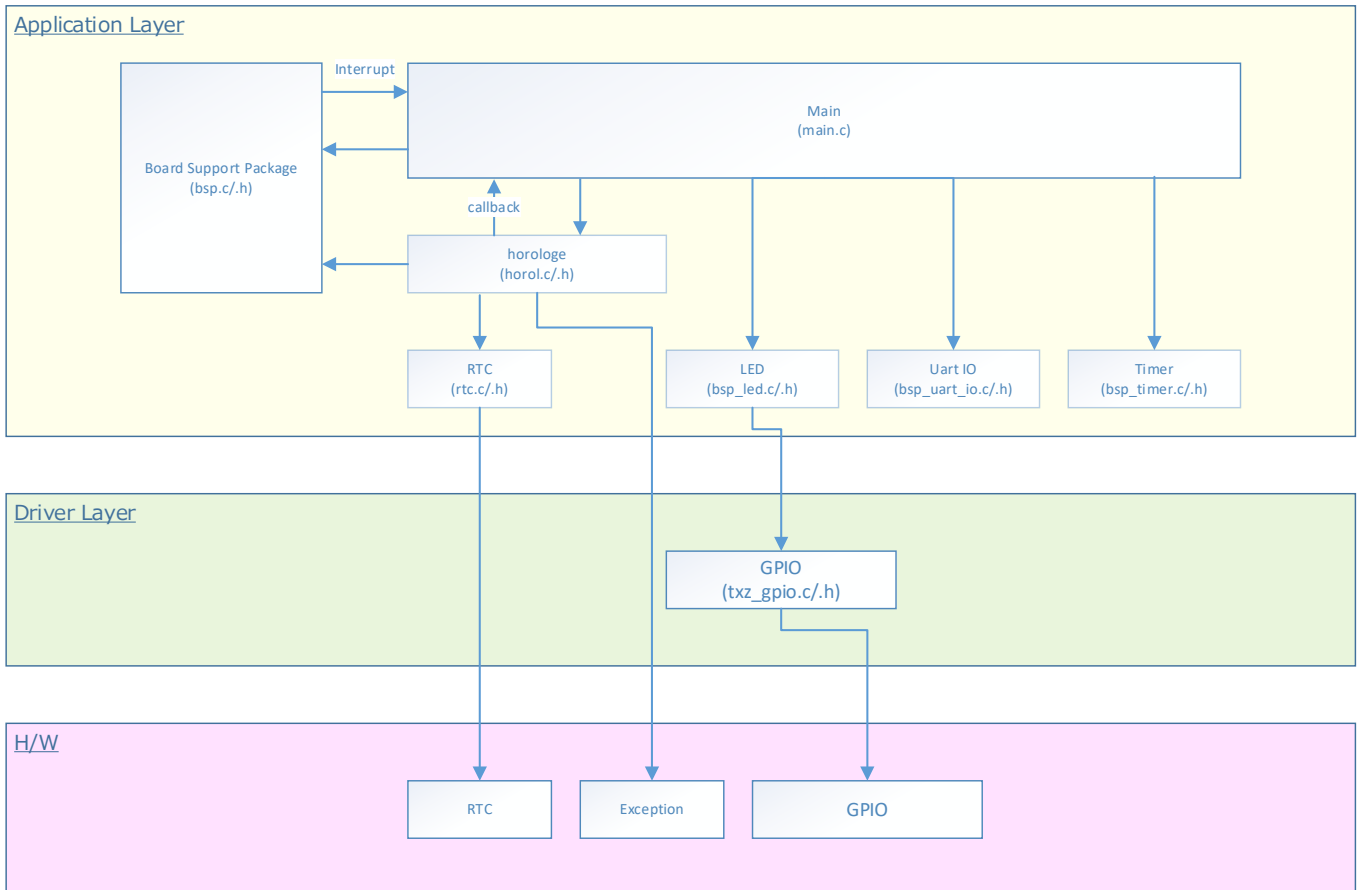 Application Layer
Interrupt
Main
(main.c)
Board Support Package
(bsp.c/.h)
callback
horologe
(horol.c/.h)
RTC
(rtc.c/.h)
LED
(bsp_led.c/.h)
Uart IO
(bsp_uart_io.c/.h)
Timer
(bsp_timer.c/.h)
Driver Layer
GPIO
(txz_gpio.c/.h)
H/W
RTC
Exception
GPIO